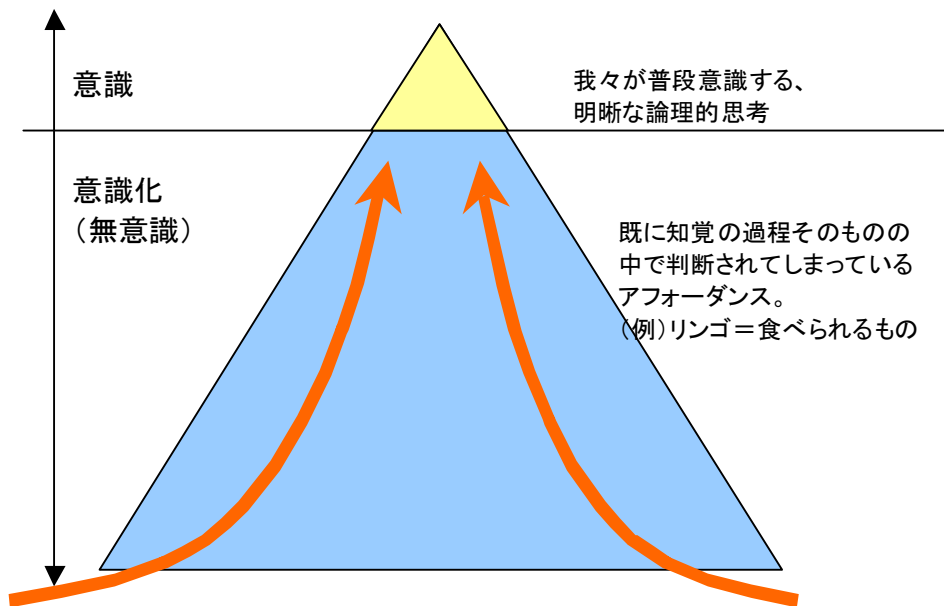 意識
我々が普段意識する、
明晰な論理的思考
意識化
（無意識）
既に知覚の過程そのものの
中で判断されてしまっている
アフォーダンス。
（例）リンゴ＝食べられるもの